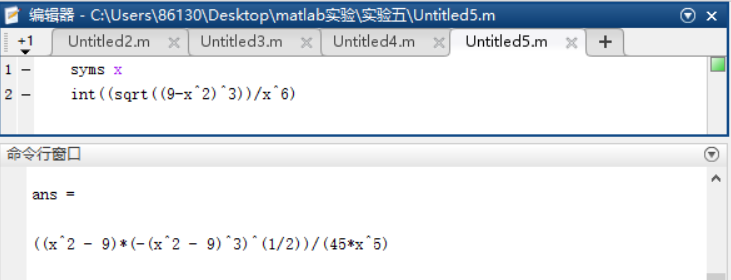 编辑器 - C:\Users\86130\Desktop\matlab实验\实验五\Untitled5.m
+1 Untitled2.m Untitled3.m Untitled4.m Untitled5.m +
1 — syms x
2 — int((sqrt((9-x^2)^3))/x^6)
命令行窗口
ans =
((x^2 - 9)*(-(x^2 - 9)^3)^(1/2))/(45*x^5)